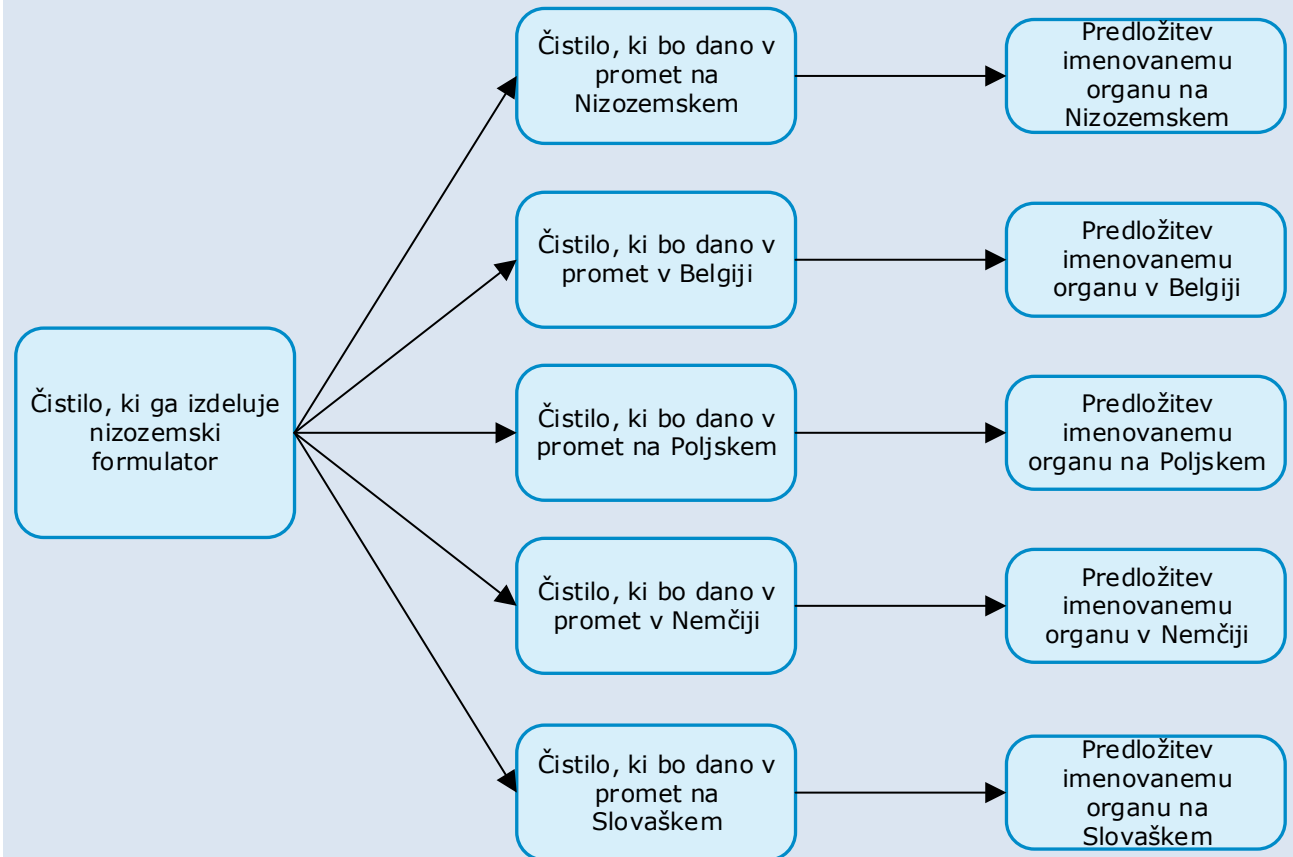 Čistilo, ki ga izdeluje
nizozemski
formulator
Čistilo, ki bo dano v
promet na
Nizozemskem
Predložitev
imenovanemu
organu na
Nizozemskem
Čistilo, ki bo dano v
promet v Belgiji
Predložitev
imenovanemu
organu v Belgiji
Čistilo, ki bo dano v
promet na Poljskem
Predložitev
imenovanemu
organu na Poljskem
Čistilo, ki bo dano v
promet v Nemčiji
Predložitev
imenovanemu
organu v Nemčiji
Čistilo, ki bo dano v
promet na
Slovaškem
Predložitev
imenovanemu
organu na
Slovaškem